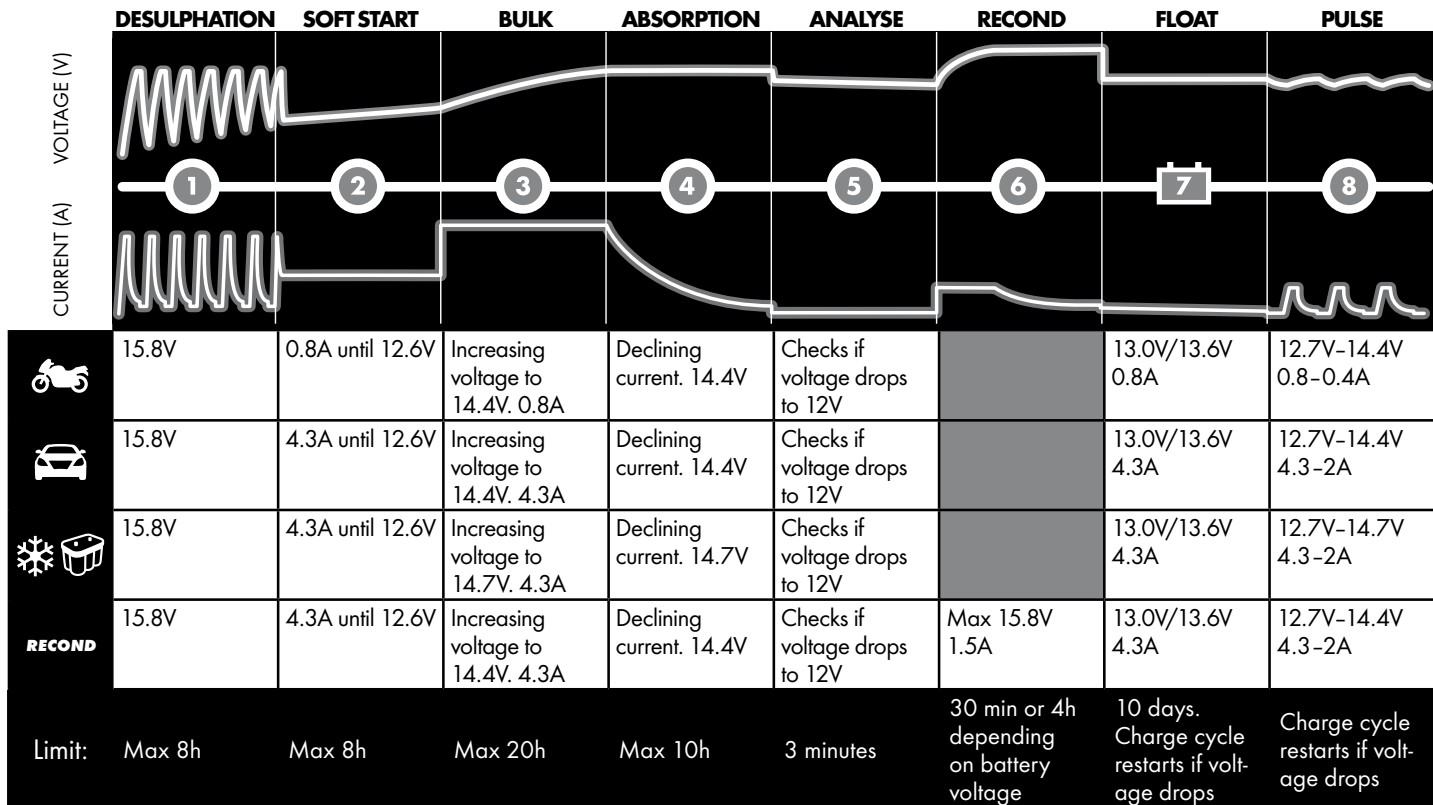 DESULPHATION SOFT START BULK ABSORPTION ANALYSE RECOND FLOAT PULSE
VOLTAGE (V)
1 2 3 4 5 6 7 8
CURRENT (A)
15.8V
0.8A until 12.6V
Increasing
voltage to
14.4V. 0.8A
Declining
current. 14.4V
Checks if
voltage drops
to 12V
13.0V/13.6V
0.8A
12.7V–14.4V
0.8–0.4A
15.8V
4.3A until 12.6V
Increasing
voltage to
14.4V. 4.3A
Declining
current. 14.4V
Checks if
voltage drops
to 12V
13.0V/13.6V
4.3A
12.7V–14.4V
4.3–2A
15.8V
4.3A until 12.6V
Increasing
voltage to
14.7V. 4.3A
Declining
current. 14.7V
Checks if
voltage drops
to 12V
13.0V/13.6V
4.3A
12.7V–14.7V
4.3–2A
RECOND
15.8V
4.3A until 12.6V
Increasing
voltage to
14.4V. 4.3A
Declining
current. 14.4V
Checks if
voltage drops
to 12V
Max 15.8V
1.5A
13.0V/13.6V
4.3A
12.7V–14.4V
4.3–2A
Limit:
Max 8h
Max 8h
Max 20h
Max 10h
3 minutes
30 min or 4h
depending
on battery
voltage
10 days.
Charge cycle
restarts if volt-
age drops
Charge cycle
restarts if volt-
age drops